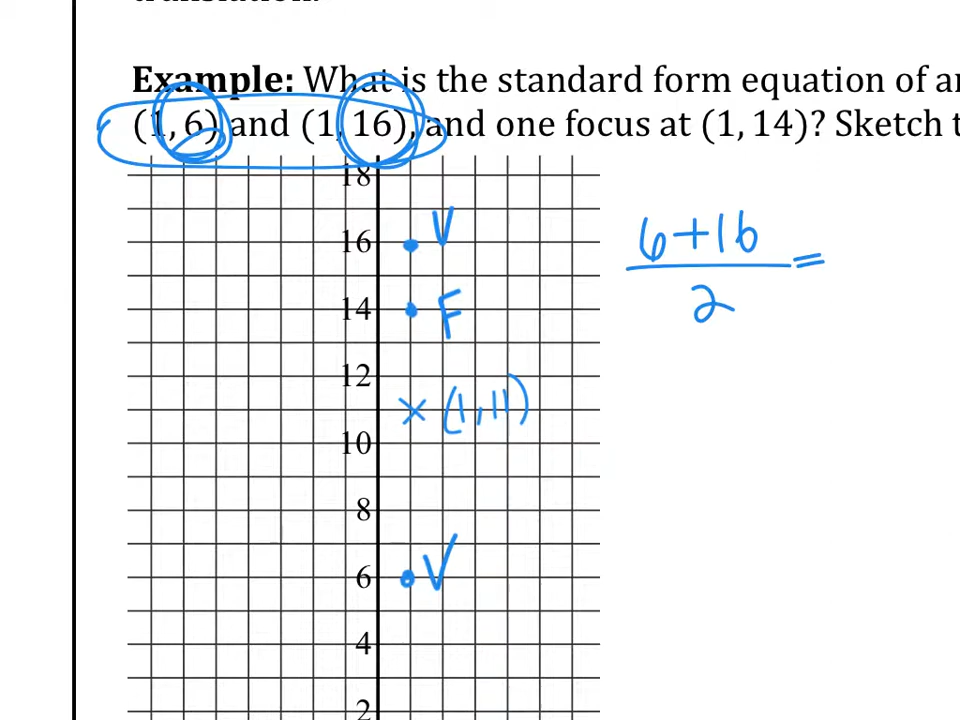 translation.
Example: What is the standard form equation of an
(1, 6) and (1, 16), and one focus at (1, 14)? Sketch t
18
16 V
14 F
12
(1,11)
10
8
6 V
4
2
6+16
2
=